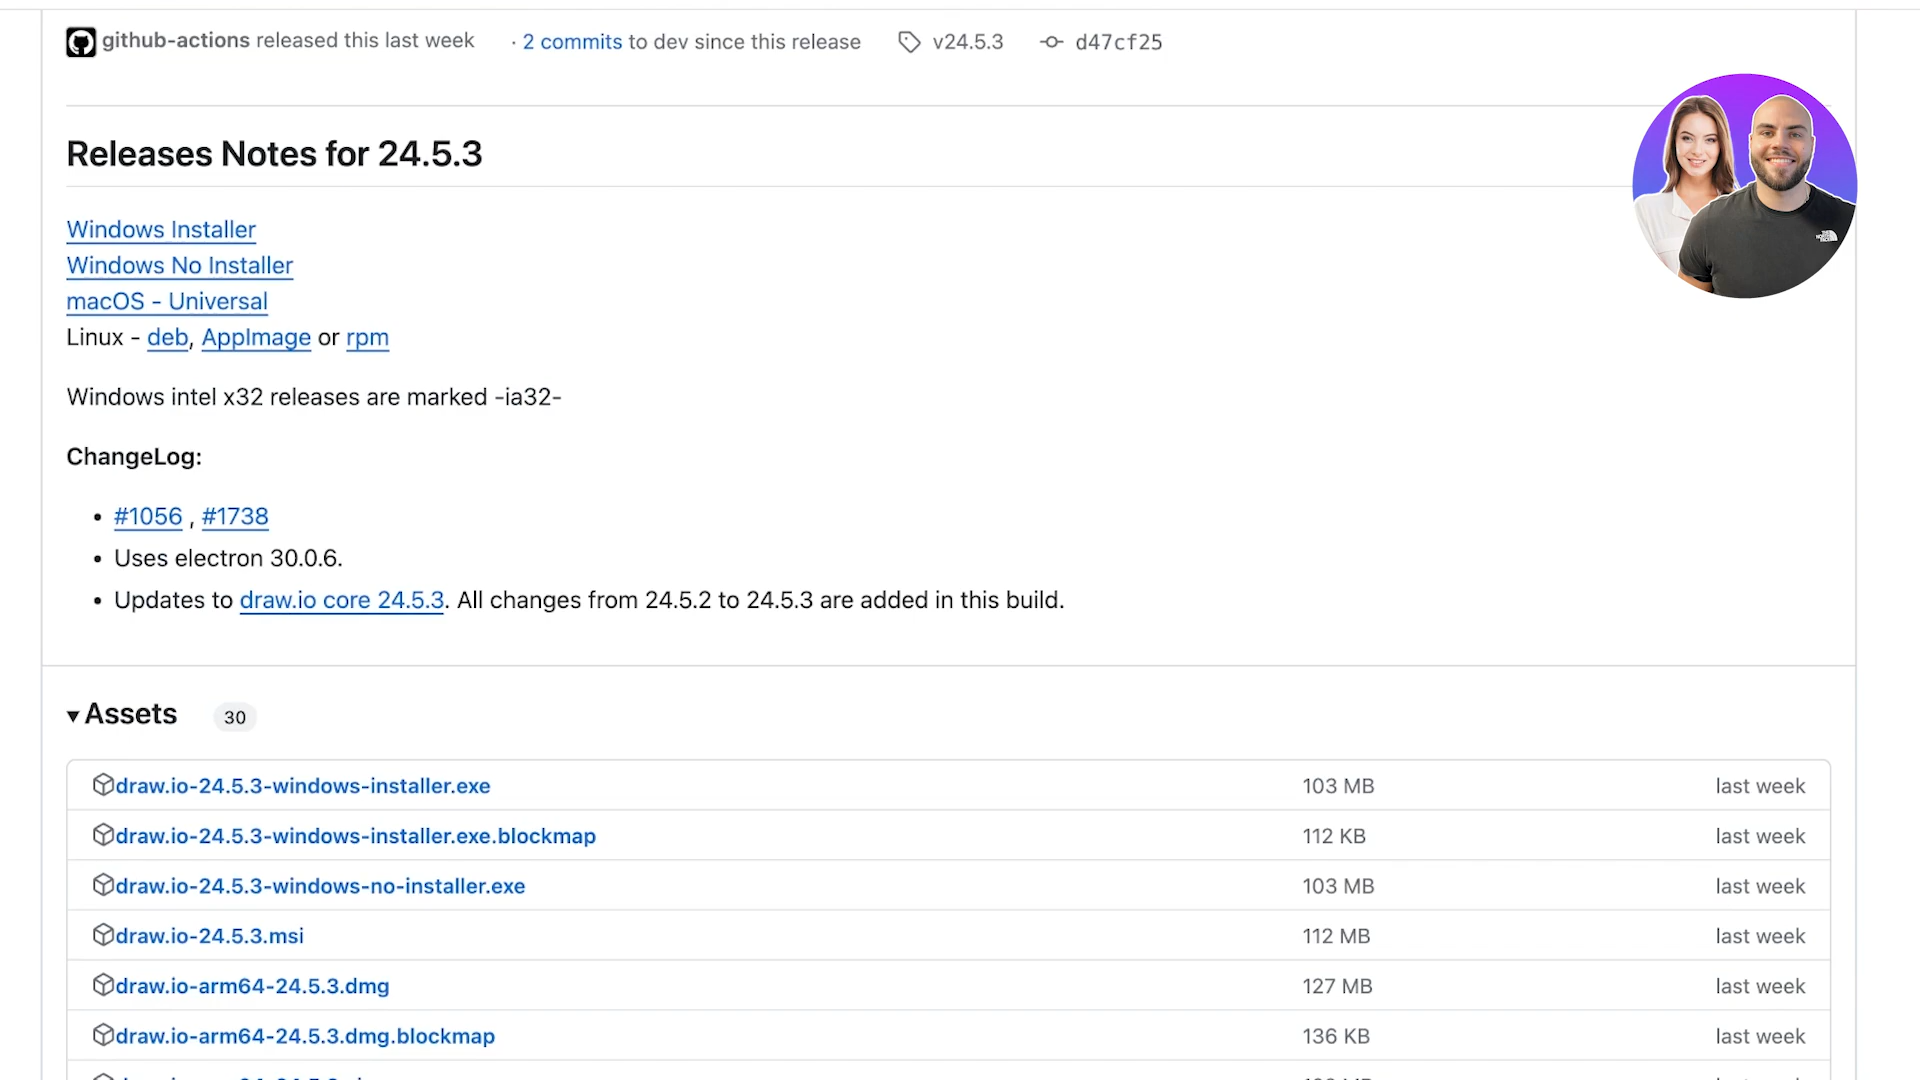 github-actions released this last week · 2 commits to dev since this release v24.5.3 d47cf25
Releases Notes for 24.5.3
Windows Installer
Windows No Installer
macOS - Universal
Linux - deb, AppImage or rpm
Windows intel x32 releases are marked -ia32-
ChangeLog:
• #1056 , #1738
• Uses electron 30.0.6.
• Updates to draw.io core 24.5.3. All changes from 24.5.2 to 24.5.3 are added in this build.
Assets 30
draw.io-24.5.3-windows-installer.exe 103 MB last week
draw.io-24.5.3-windows-installer.exe.blockmap 112 KB last week
draw.io-24.5.3-windows-no-installer.exe 103 MB last week
draw.io-24.5.3.msi 112 MB last week
draw.io-arm64-24.5.3.dmg 127 MB last week
draw.io-arm64-24.5.3.dmg.blockmap 136 KB last week